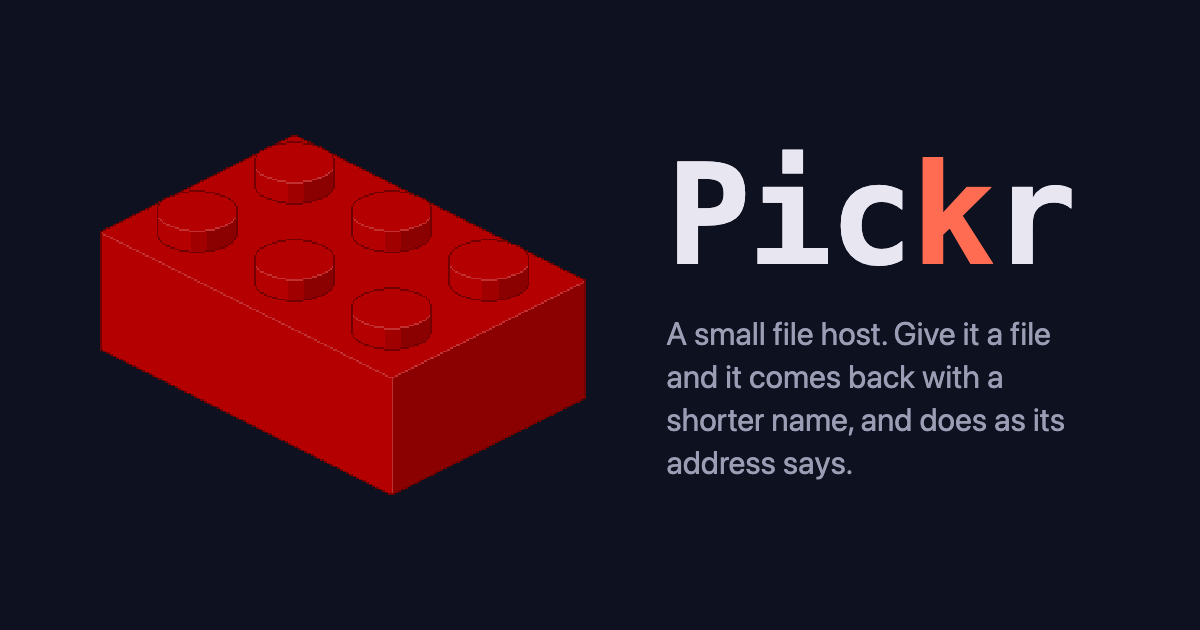 Pickr
A small file host. Give it a file
and it comes back with a
shorter name, and does as its
address says.